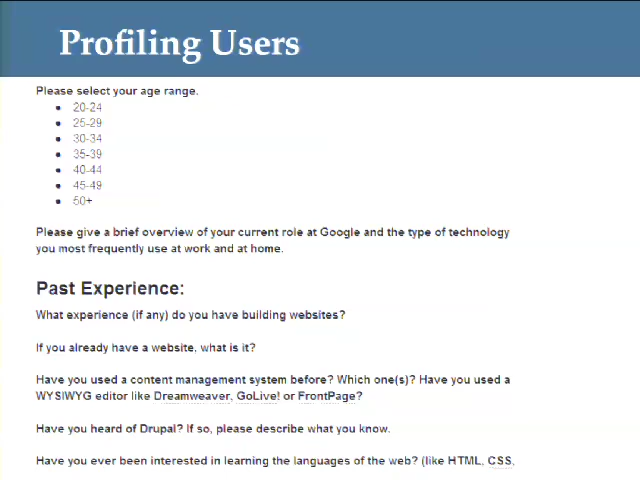 Profiling Users
Please select your age range.
20-24
25-29
30-34
35-39
40-44
45-49
50+
Please give a brief overview of your current role at Google and the type of technology
you most frequently use at work and at home.
Past Experience:
What experience (if any) do you have building websites?
If you already have a website, what is it?
Have you used a content management system before? Which one(s)? Have you used a
WYSIWYG editor like Dreamweaver, GoLive! or FrontPage?
Have you heard of Drupal? If so, please describe what you know.
Have you ever been interested in learning the languages of the web? (like HTML, CSS,